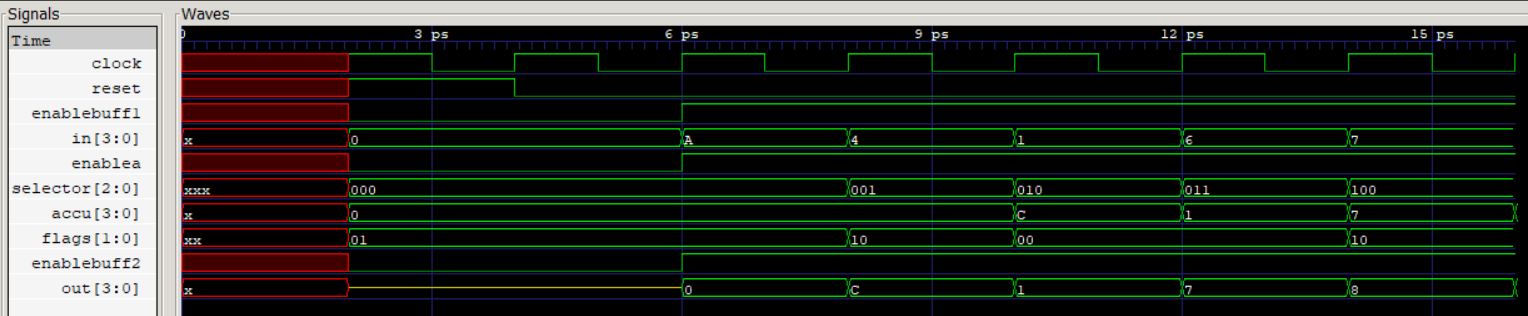 Signals Waves
Time 0 3 ps 6 ps 9 ps 12 ps 15 ps
clock
reset
enablebuff1
in[3:0] x 0 A 4 1 6 7
enablea
selector[2:0] xxx 000 001 010 011 100
accu[3:0] x 0 C 1 7
flags[1:0] xx 01 10 00 10
enablebuff2
out[3:0] x 0 C 1 7 8